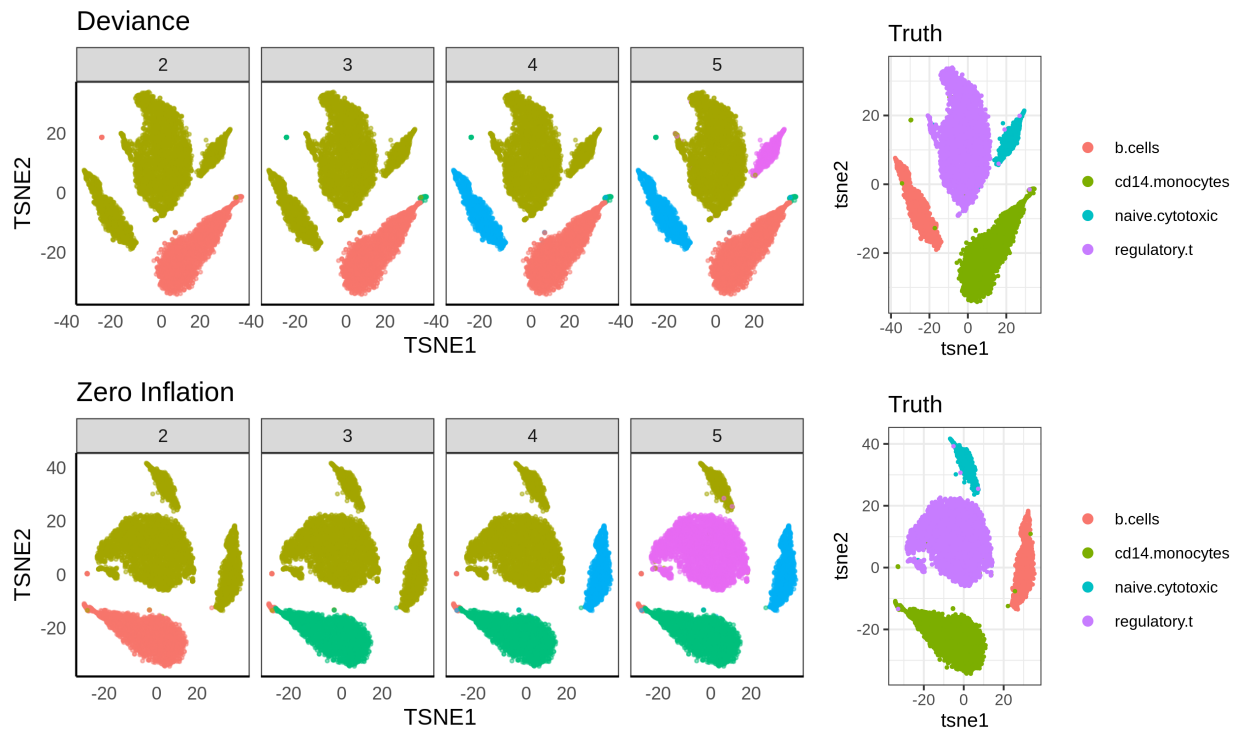 Deviance
Truth
2 3 4 5
TSNE2
20
0
-20
-40 -20 0 20 -40 -20 0 20 -40 -20 0 20 -40 -20 0 20
TSNE1
tsne2
20
0
-20
-40 -20 0 20
tsne1
b.cells
cd14.monocytes
naive.cytotoxic
regulatory.t
Zero Inflation
Truth
2 3 4 5
TSNE2
40
20
0
-20
-20 0 20 -20 0 20 -20 0 20 -20 0 20
TSNE1
tsne2
40
20
0
-20
-20 0 20
tsne1
b.cells
cd14.monocytes
naive.cytotoxic
regulatory.t